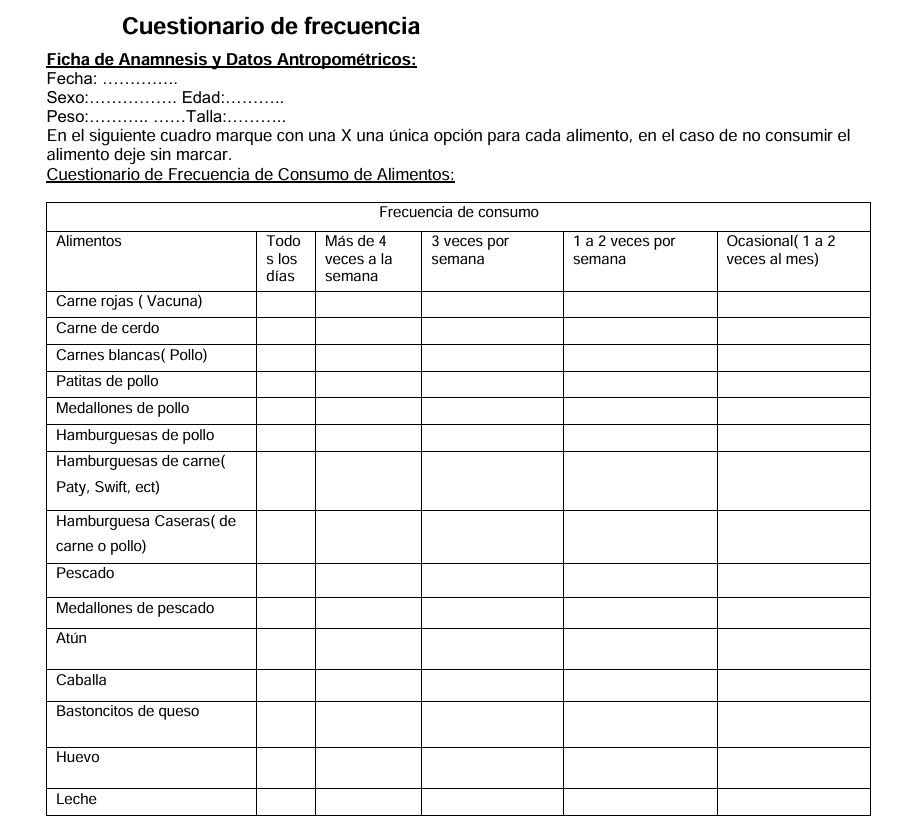 Cuestionario de frecuencia
Ficha de Anamnesis y Datos Antropométricos:
Fecha: …………..
Sexo:……………. Edad:………..
Peso:……….. ……Talla:………..
En el siguiente cuadro marque con una X una única opción para cada alimento, en el caso de no consumir el
alimento deje sin marcar.
Cuestionario de Frecuencia de Consumo de Alimentos:
Frecuencia de consumo
Alimentos
Todo
s los
días
Más de 4
veces a la
semana
3 veces por
semana
1 a 2 veces por
semana
Ocasional( 1 a 2
veces al mes)
Carne rojas ( Vacuna)
Carne de cerdo
Carnes blancas( Pollo)
Patitas de pollo
Medallones de pollo
Hamburguesas de pollo
Hamburguesas de carne(
Paty, Swift, ect)
Hamburguesa Caseras( de
carne o pollo)
Pescado
Medallones de pescado
Atún
Caballa
Bastoncitos de queso
Huevo
Leche